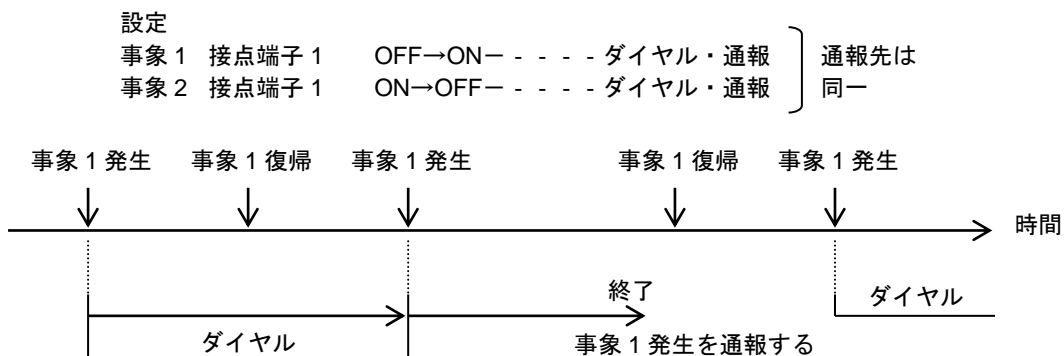 設定
事象1 接点端子1 OFF→ON－ - - - - ダイヤル・通報 通報先は
事象2 接点端子1 ON→OFF－ - - - - ダイヤル・通報 同一
事象1発生 事象1復帰 事象1発生 事象1復帰 事象1発生
時間
終了 ダイヤル
ダイヤル 事象1発生を通報する